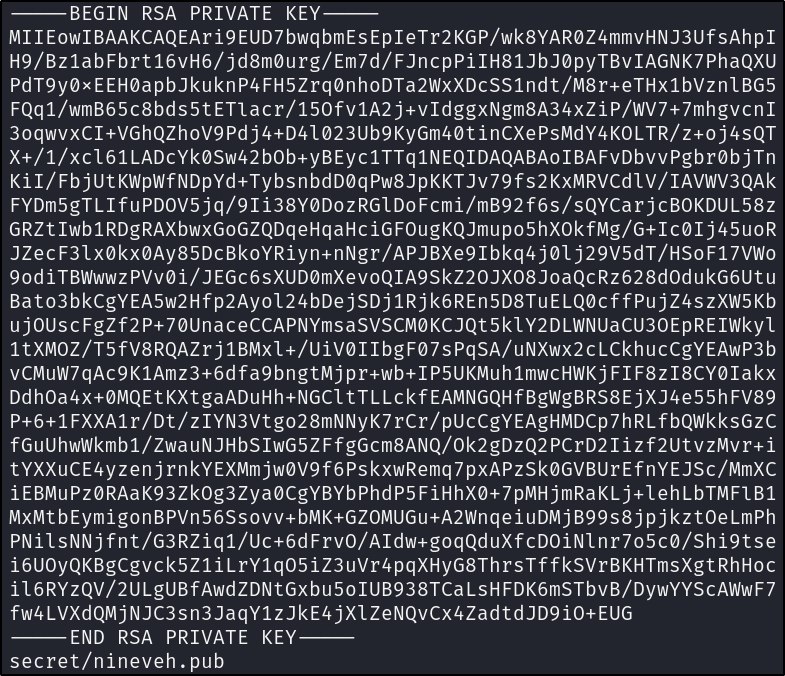 -----BEGIN RSA PRIVATE KEY-----
MIIEowIBAAKCAQEAri9EUD7bwqbmEsEpIeTr2KGP/wk8YAR0Z4mmvHNJ3UfsAhpI
H9/Bz1abFbrt16vH6/jd8m0urg/Em7d/FJncpPiIH81JbJ0pyTBvIAGNK7PhaQXU
PdT9y0xEEH0apbJkuknP4FH5Zrq0nhoDTa2WxXDcSS1ndt/M8r+eTHx1bVznlBG5
FQq1/wmB65c8bds5tETlacr/15Ofv1A2j+vIdggxNgm8A34xZiP/WV7+7mhgvcnI
3oqwvxCI+VGhQZhoV9Pdj4+D4l023Ub9KyGm40tinCXePsMdY4KOLTR/z+oj4sQT
X+/1/xcl61LADcYk0Sw42bOb+yBEyc1TTq1NEQIDAQABAoIBAFvDbvvPgbr0bjTn
KiI/FbjUtKWpWfNDpYd+TybsnbdD0qPw8JpKKTJv79fs2KxMRVCdlV/IAVWV3QAk
FYDm5gTLIfuPDOV5jq/9Ii38Y0DozRGlDoFcmi/mB92f6s/sQYCarjcBOKDUL58z
GRZtIwb1RDgRAXbwxGoGZQDqeHqaHciGFOugKQJmupo5hXOkfMg/G+Ic0Ij45uoR
JZecF3lx0kx0Ay85DcBkoYRiyn+nNgr/APJBXe9Ibkq4j0lj29V5dT/HSoF17VWo
9odiTBWwwzPVv0i/JEGc6sXUD0mXevoQIA9SkZ2OJXO8JoaQcRz628dOdukG6Utu
Bato3bkCgYEA5w2Hfp2Ayol24bDejSDj1Rjk6REn5D8TuELQ0cffPujZ4szXW5Kb
ujOUscFgZf2P+70UnaceCCAPNYmsaSVSCM0KCJQt5klY2DLWNUaCU3OEpREIWkyl
1tXMOZ/T5fV8RQAZrj1BMxl+/UiV0IIbgF07sPqSA/uNXwx2cLCkhucCgYEAwP3b
vCMuW7qAc9K1Amz3+6dfa9bngtMjpr+wb+IP5UKMuh1mwcHWKjFIF8zI8CY0Iakx
DdhOa4x+0MQEtKXtgaADuHh+NGCltTLLckfEAMNGQHfBgWgBRS8EjXJ4e55hFV89
P+6+1FXXA1r/Dt/zIYN3Vtgo28mNNyK7rCr/pUcCgYEAgHMDCp7hRLfbQWkksGzC
fGuUhwWkmb1/ZwauNJHbSIwG5ZFfgGcm8ANQ/Ok2gDzQ2PCrD2Iizf2UtvzMvr+i
tYXXuCE4yzenjrnkYEXMmjw0V9f6PskxwRemq7pxAPzSk0GVBUrEfnYEJSc/MmXC
iEBMuPz0RAaK93ZkOg3Zya0CgYBYbPhdP5FiHhX0+7pMHjmRaKLj+lehLbTMFlB1
MxMtbEymigonBPVn56Ssovv+bMK+GZOMUGu+A2WnqeiuDMjB99s8jpjkztOeLmPh
PNilsNNjfnt/G3RZiq1/Uc+6dFrvO/AIdw+goqQduXfcDOiNlnr7o5c0/Shi9tse
i6UOyQKBgCgvck5Z1iLrY1qO5iZ3uVr4pqXHyG8ThrsTffkSVrBKHTmsXgtRhHoc
il6RYzQV/2ULgUBfAwdZDNtGxbu5oIUB938TCaLsHFDK6mSTbvB/DywYYScAWwF7
fw4LVXdQMjNJC3sn3JaqY1zJkE4jXlZeNQvCx4ZadtdJD9iO+EUG
-----END RSA PRIVATE KEY-----
secret/nineveh.pub